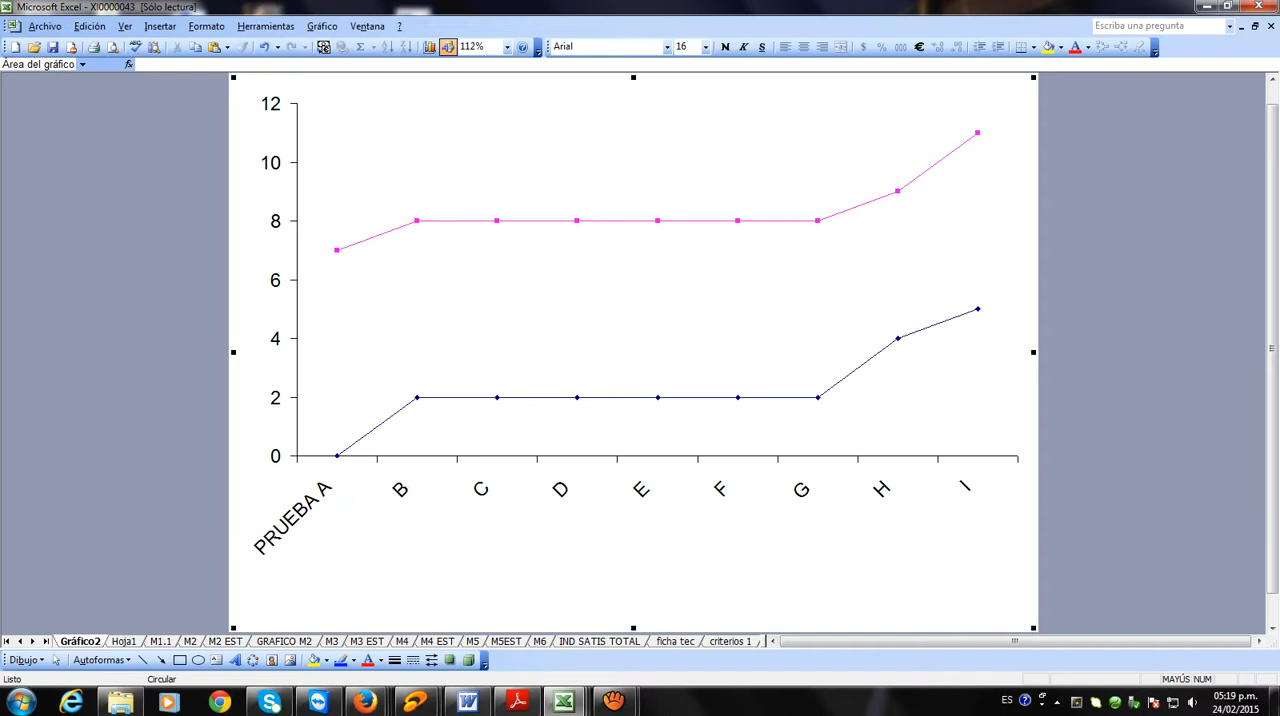 Microsoft Excel - XI0000043 [Sólo lectura]
Archivo Edición Ver Insertar Formato Herramientas Gráfico Ventana ? Escriba una pregunta
112% Arial 16 N K S €
Área del gráfico fx
12
10
8
6
4
2
0
PRUEBA A B C D E F G H I
Gráfico2 Hoja1 M1.1 M2 M2 EST GRAFICO M2 M3 M3 EST M4 M4 EST M5 M5EST M6 IND SATIS TOTAL ficha tec criterios 1
Dibujo Autoformas
Listo Circular MAYÚS NUM
ES 05:19 p.m.
24/02/2015